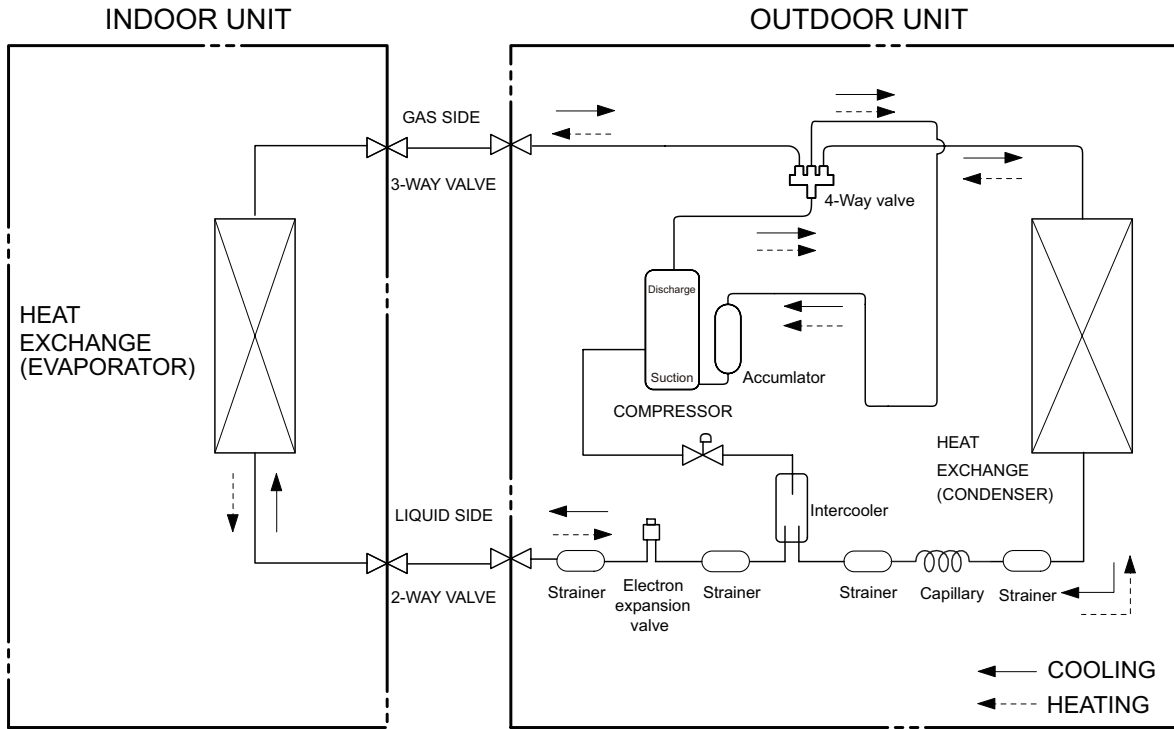 INDOOR UNIT
OUTDOOR UNIT
GAS SIDE
3-WAY VALVE
4-Way valve
Discharge
Suction
Accumlator
COMPRESSOR
HEAT
EXCHANGE
(EVAPORATOR)
HEAT
EXCHANGE
(CONDENSER)
Intercooler
LIQUID SIDE
2-WAY VALVE
Strainer
Electron
expansion
valve
Strainer
Strainer
Capillary
Strainer
COOLING
HEATING